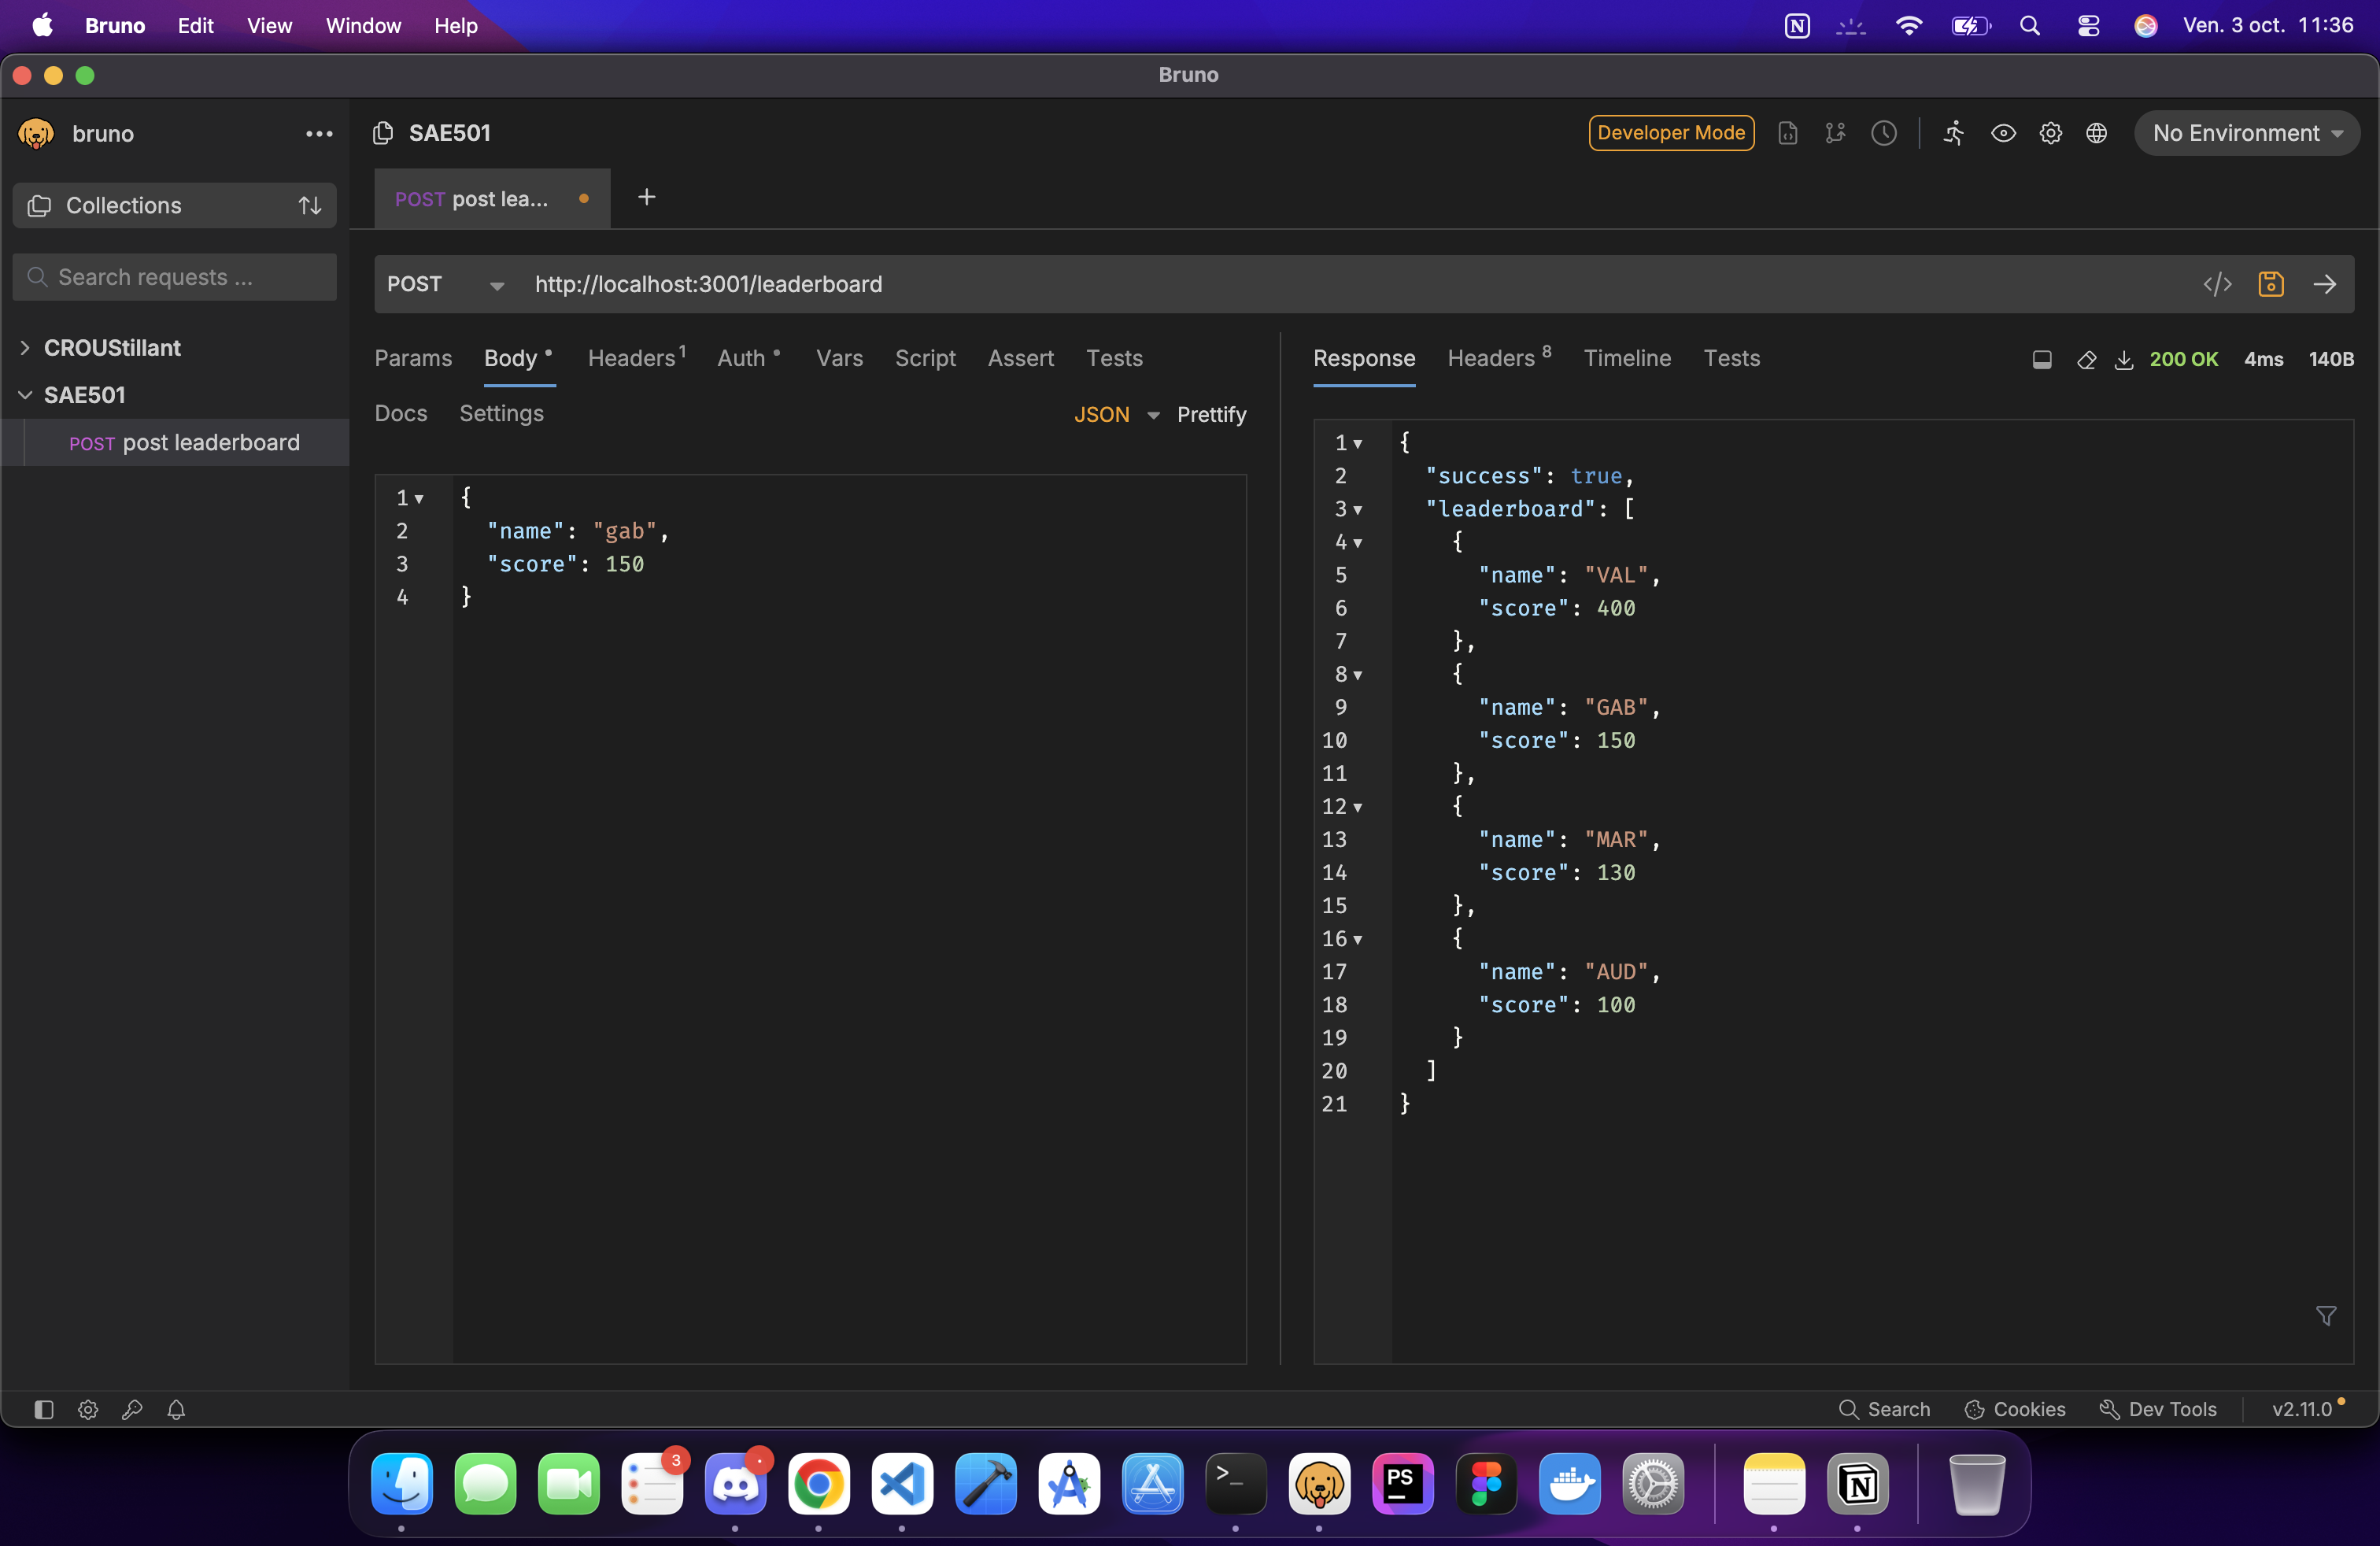 Bruno Edit View Window Help Ven. 3 oct. 11:36
Bruno
bruno
SAE501
Developer Mode
No Environment
Collections
POST post lea...
Search requests ...
POST http://localhost:3001/leaderboard
CROUStillant
SAE501
POST post leaderboard
Params Body Headers 1 Auth Vars Script Assert Tests
Docs Settings JSON Prettify
1 {
2 "name": "gab",
3 "score": 150
4 }
Response Headers 8 Timeline Tests 200 OK 4ms 140B
1 {
2 "success": true,
3 "leaderboard": [
4 {
5 "name": "VAL",
6 "score": 400
7 },
8 {
9 "name": "GAB",
10 "score": 150
11 },
12 {
13 "name": "MAR",
14 "score": 130
15 },
16 {
17 "name": "AUD",
18 "score": 100
19 }
20 ]
21 }
Search Cookies Dev Tools v2.11.0
3
>_
PS
N